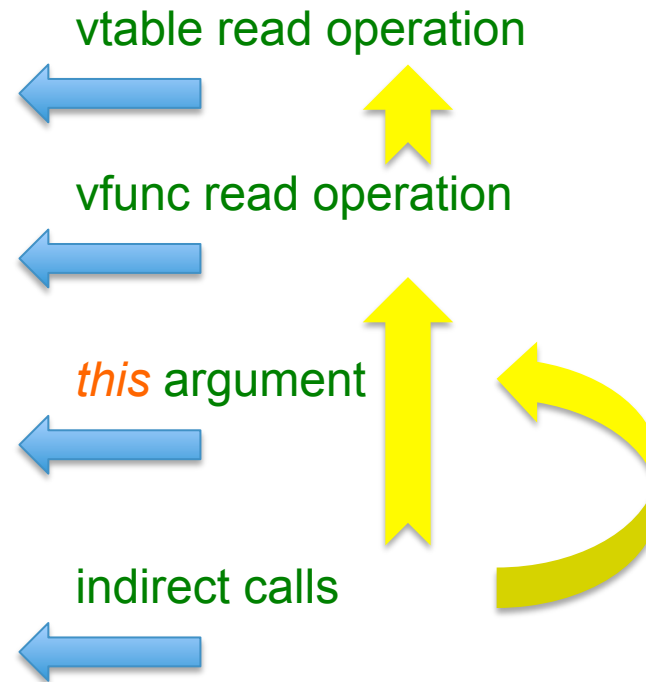 vtable read operation
vfunc read operation
this argument
indirect calls